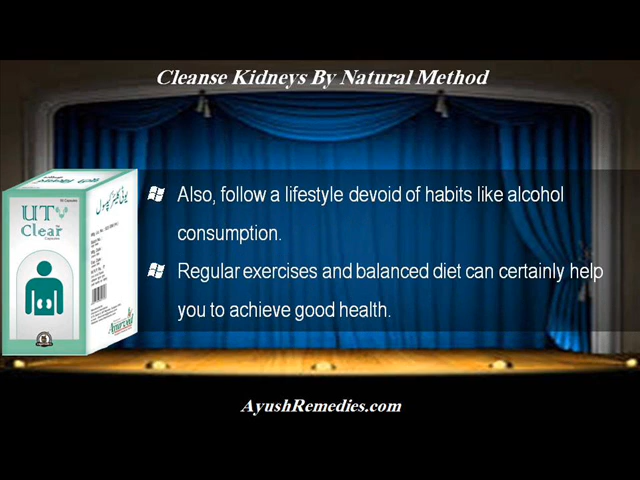 Cleanse Kidneys By Natural Method
Also, follow a lifestyle devoid of habits like alcohol
consumption.
Regular exercises and balanced diet can certainly help
you to achieve good health.
UT
Clear
Capsules
AyushRemedies.com